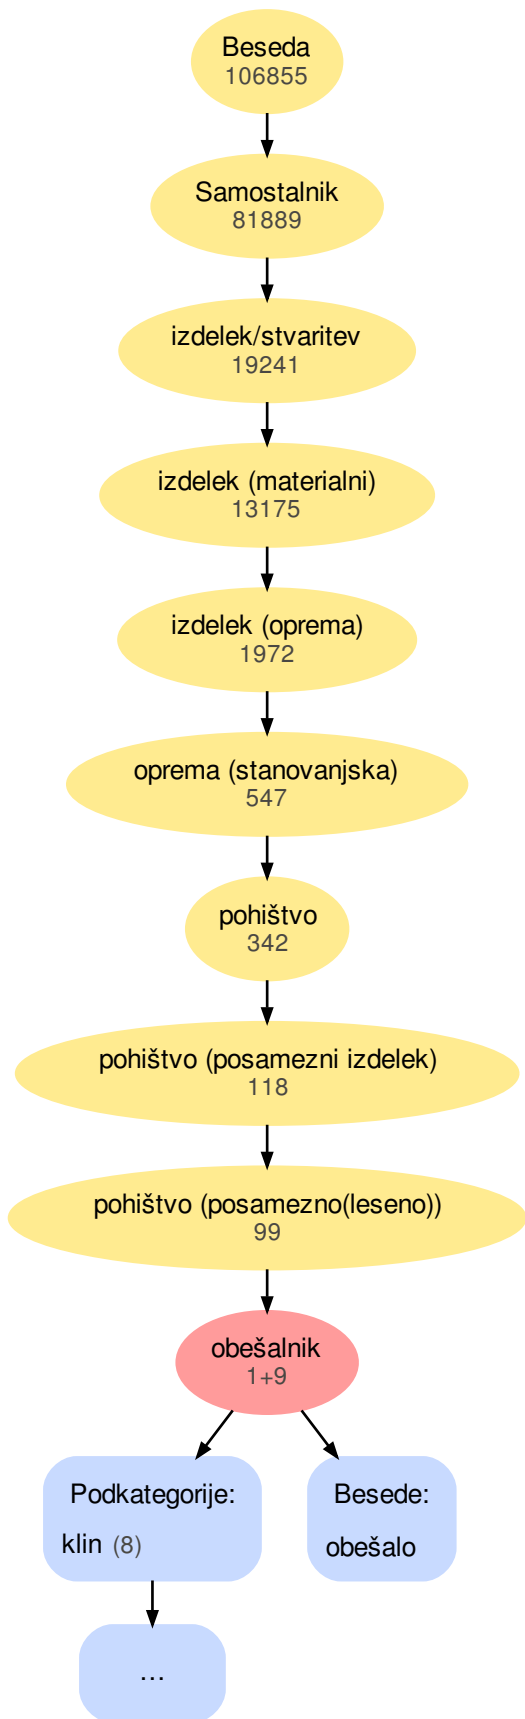 Beseda
106855
Samostalnik
81889
izdelek/stvaritev
19241
izdelek (materialni)
13175
izdelek (oprema)
1972
oprema (stanovanjska)
547
pohištvo
342
pohištvo (posamezni izdelek)
118
pohištvo (posamezno(leseno))
99
obešalnik
1+9
Podkategorije:
klin (8)
Besede:
obešalo
...